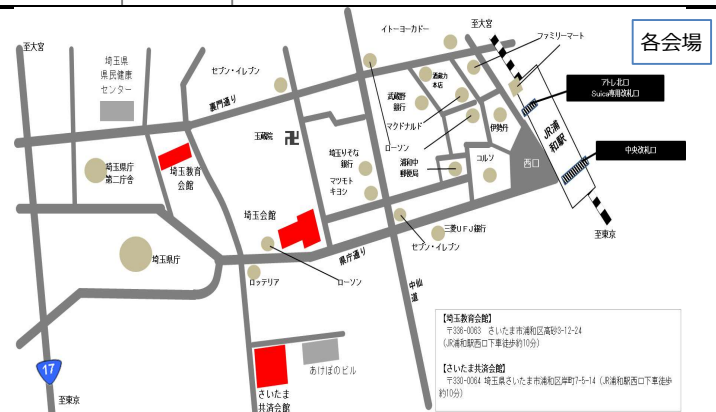 各会場
至大宮
埼玉県
県民健康
センター
セブン・イレブン
裏門通り
イトーヨーカドー
至大宮
ファミリーマート
酒蔵力
本店
武蔵野
銀行
マクドナルド
ローソン
伊勢丹
アトレ北口
Suica専用改札口
JR浦和駅
中央改札口
玉蔵院
卍
埼玉りそな
銀行
マツモト
キヨシ
浦和中
郵便局
コルソ
西口
埼玉県庁
第二庁舎
埼玉教育
会館
埼玉会館
埼玉県庁
県庁通り
三菱UFJ銀行
セブン・イレブン
至東京
ロッテリア
ローソン
中仙道
17
至東京
さいたま
共済会館
あけぼのビル
【埼玉教育会館】
〒336-0063 さいたま市浦和区高砂3-12-24
(JR浦和駅西口下車徒歩約10分)
【さいたま共済会館】
〒330-0064 埼玉県さいたま市浦和区岸町7-5-14 (JR浦和駅西口下車徒歩
約10分)